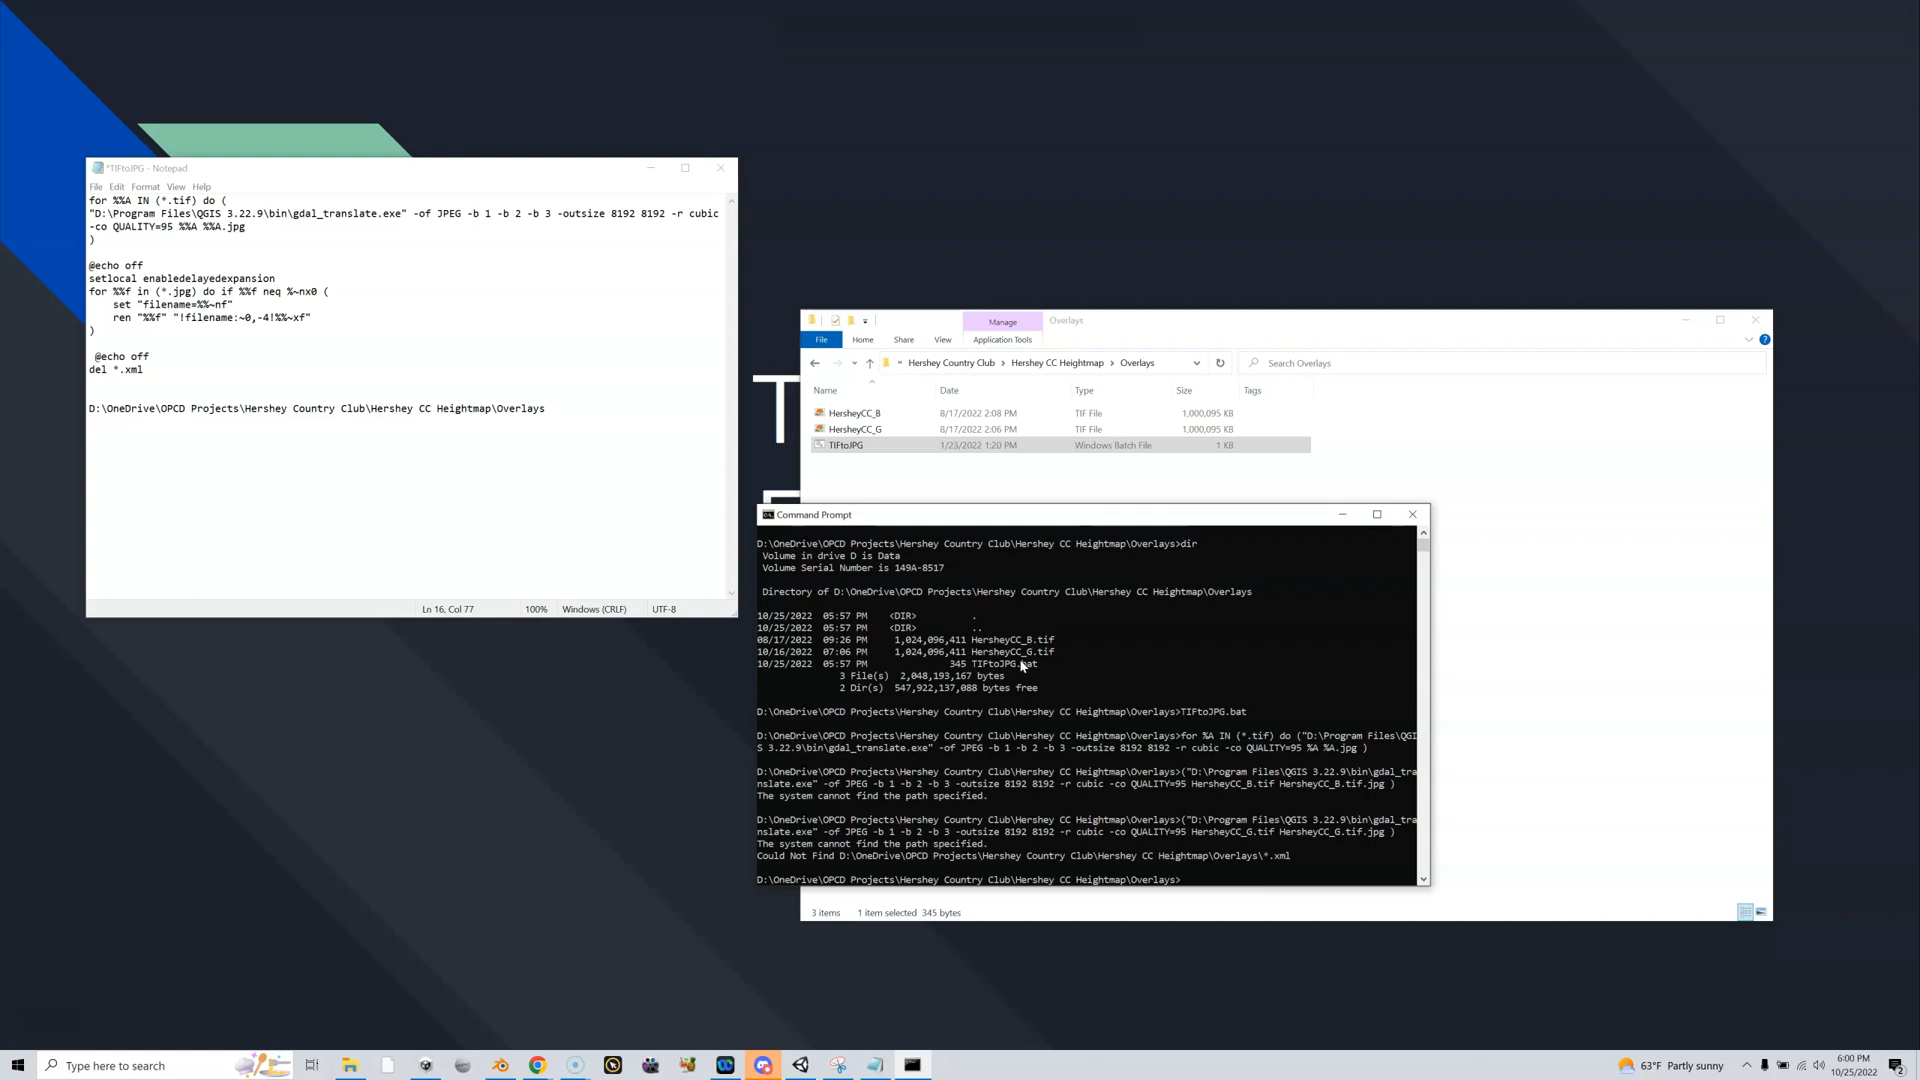 *TIFtoJPG - Notepad
File Edit Format View Help
for %%A IN (*.tif) do (
"D:\Program Files\QGIS 3.22.9\bin\gdal_translate.exe" -of JPEG -b 1 -b 2 -b 3 -outsize 8192 8192 -r cubic
-co QUALITY=95 %%A %%A.jpg
)
@echo off
setlocal enabledelayedexpansion
for %%f in (*.jpg) do if %%f neq %~nx0 (
set "filename=%%~nf"
ren "%%f" "!filename:~0,-4!%%~xf"
)
@echo off
del *.xml
D:\OneDrive\OPCD Projects\Hershey Country Club\Hershey CC Heightmap\Overlays
Ln 16, Col 77 100% Windows (CRLF) UTF-8
Manage Overlays
File Home Share View Application Tools
« Hershey Country Club > Hershey CC Heightmap > Overlays Search Overlays
Name Date Type Size Tags
HersheyCC_B 8/17/2022 2:08 PM TIF File 1,000,095 KB
HersheyCC_G 8/17/2022 2:06 PM TIF File 1,000,095 KB
TIFtoJPG 1/23/2022 1:20 PM Windows Batch File 1 KB
Command Prompt
D:\OneDrive\OPCD Projects\Hershey Country Club\Hershey CC Heightmap\Overlays>dir
Volume in drive D is Data
Volume Serial Number is 149A-8517
Directory of D:\OneDrive\OPCD Projects\Hershey Country Club\Hershey CC Heightmap\Overlays
10/25/2022 05:57 PM <DIR> .
10/25/2022 05:57 PM <DIR> ..
08/17/2022 09:26 PM 1,024,096,411 HersheyCC_B.tif
10/16/2022 07:06 PM 1,024,096,411 HersheyCC_G.tif
10/25/2022 05:57 PM 345 TIFtoJPG.bat
3 File(s) 2,048,193,167 bytes
2 Dir(s) 547,922,137,088 bytes free
D:\OneDrive\OPCD Projects\Hershey Country Club\Hershey CC Heightmap\Overlays>TIFtoJPG.bat
D:\OneDrive\OPCD Projects\Hershey Country Club\Hershey CC Heightmap\Overlays>for %A IN (*.tif) do ("D:\Program Files\QGI
S 3.22.9\bin\gdal_translate.exe" -of JPEG -b 1 -b 2 -b 3 -outsize 8192 8192 -r cubic -co QUALITY=95 %A %A.jpg )
D:\OneDrive\OPCD Projects\Hershey Country Club\Hershey CC Heightmap\Overlays>("D:\Program Files\QGIS 3.22.9\bin\gdal_tra
nslate.exe" -of JPEG -b 1 -b 2 -b 3 -outsize 8192 8192 -r cubic -co QUALITY=95 HersheyCC_B.tif HersheyCC_B.tif.jpg )
The system cannot find the path specified.
D:\OneDrive\OPCD Projects\Hershey Country Club\Hershey CC Heightmap\Overlays>("D:\Program Files\QGIS 3.22.9\bin\gdal_tra
nslate.exe" -of JPEG -b 1 -b 2 -b 3 -outsize 8192 8192 -r cubic -co QUALITY=95 HersheyCC_G.tif HersheyCC_G.tif.jpg )
The system cannot find the path specified.
Could Not Find D:\OneDrive\OPCD Projects\Hershey Country Club\Hershey CC Heightmap\Overlays\*.xml
D:\OneDrive\OPCD Projects\Hershey Country Club\Hershey CC Heightmap\Overlays>
3 items 1 item selected 345 bytes
Type here to search
63°F Partly sunny
6:00 PM
10/25/2022
2